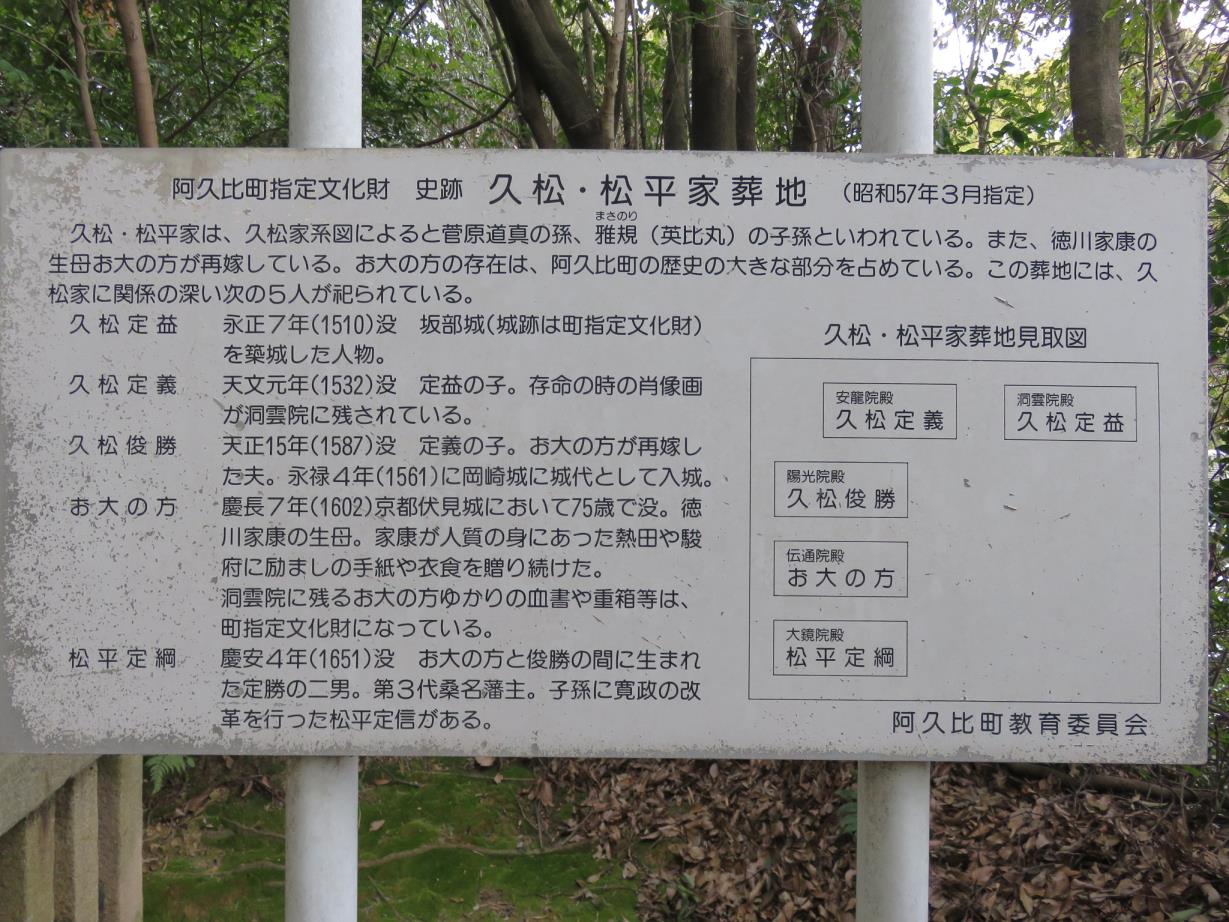 阿久比町指定文化財　史跡　久松・松平家葬地　（昭和57年３月指定）
まさのり
久松・松平家は、久松家系図によると菅原道真の孫、雅規（英比丸）の子孫といわれている。また、徳川家康の
生母お大の方が再嫁している。お大の方の存在は、阿久比町の歴史の大きな部分を占めている。この葬地には、久
松家に関係の深い次の５人が祀られている。
久松定益　永正７年(1510)没　坂部城(城跡は町指定文化財)
を築城した人物。
久松定義　天文元年(1532)没　定益の子。存命の時の肖像画
が洞雲院に残されている。
久松俊勝　天正15年(1587)没　定義の子。お大の方が再嫁し
た夫。永禄４年(1561)に岡崎城に城代として入城。
お大の方　慶長７年(1602)京都伏見城において75歳で没。徳
川家康の生母。家康が人質の身にあった熱田や駿
府に励ましの手紙や衣食を贈り続けた。
洞雲院に残るお大の方ゆかりの血書や重箱等は、
町指定文化財になっている。
松平定綱　慶安４年(1651)没　お大の方と俊勝の間に生まれ
た定勝の二男。第３代桑名藩主。子孫に寛政の改
革を行った松平定信がある。
久松・松平家葬地見取図
安龍院殿
久松定義
洞雲院殿
久松定益
陽光院殿
久松俊勝
伝通院殿
お大の方
大鏡院殿
松平定綱
阿久比町教育委員会